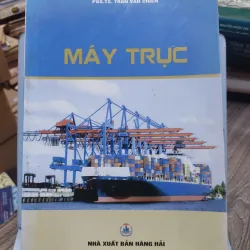 PGS.TS. TRẦN VĂN CHIẾN
MÁY TRỤC
NHÀ XUẤT BẢN HÀNG HẢI